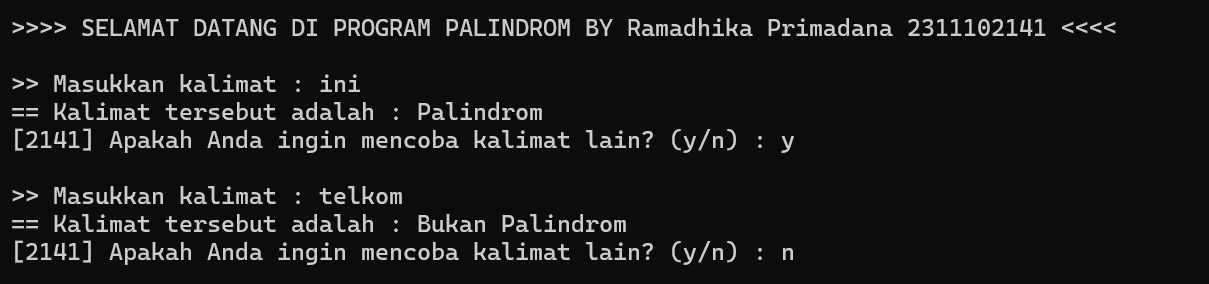 >>>> SELAMAT DATANG DI PROGRAM PALINDROM BY Ramadhika Primadana 2311102141 <<<<
>> Masukkan kalimat : ini
== Kalimat tersebut adalah : Palindrom
[2141] Apakah Anda ingin mencoba kalimat lain? (y/n) : y
>> Masukkan kalimat : telkom
== Kalimat tersebut adalah : Bukan Palindrom
[2141] Apakah Anda ingin mencoba kalimat lain? (y/n) : n